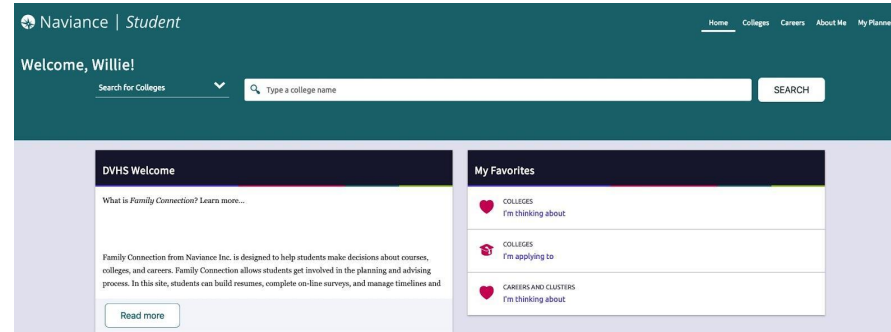 Naviance | Student
Home Colleges Careers About Me My Planne
Welcome, Willie!
Search for Colleges
Type a college name
SEARCH
DVHS Welcome
What is Family Connection? Learn more...
Family Connection from Naviance Inc. is designed to help students make decisions about courses,
colleges, and careers. Family Connection allows students get involved in the planning and advising
process. In this site, students can build resumes, complete on-line surveys, and manage timelines and
Read more
My Favorites
COLLEGES
I'm thinking about
COLLEGES
I'm applying to
CAREERS AND CLUSTERS
I'm thinking about